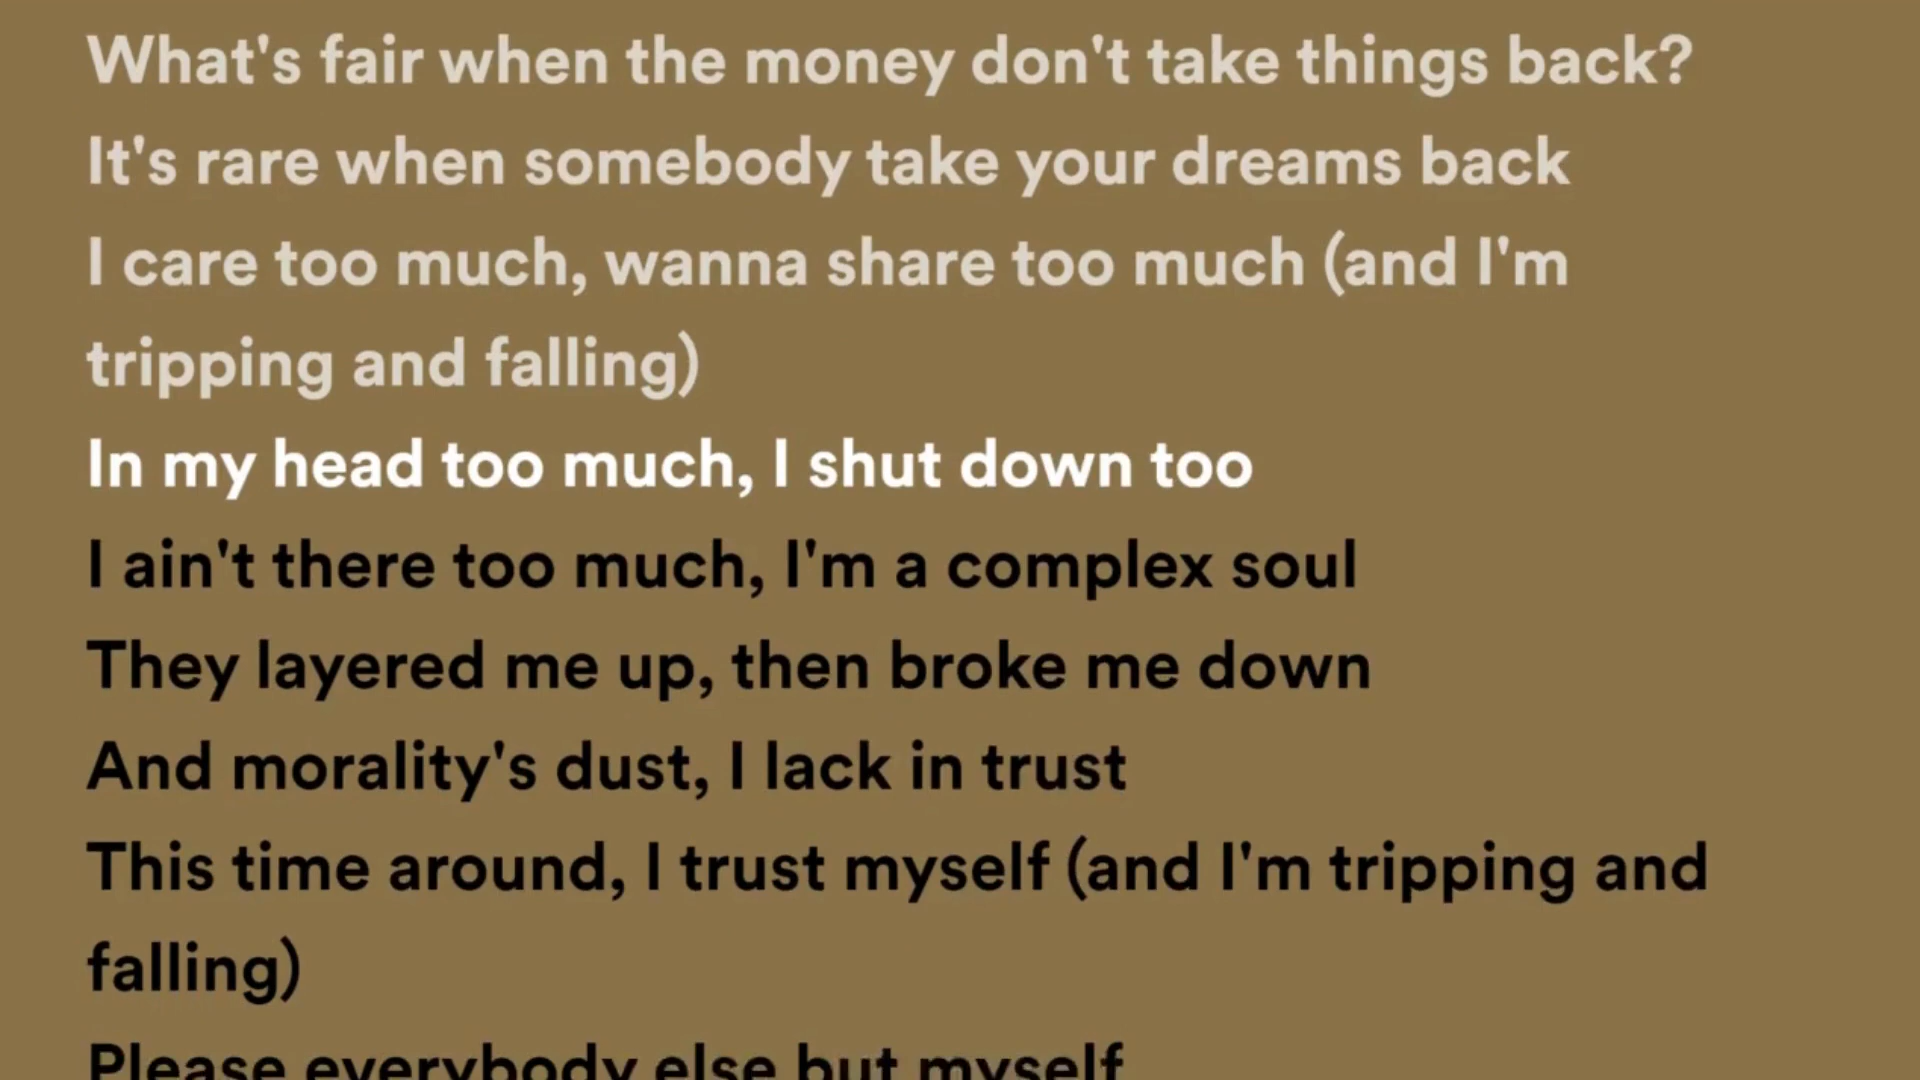 What's fair when the money don't take things back?
It's rare when somebody take your dreams back
I care too much, wanna share too much (and I'm
tripping and falling)
In my head too much, I shut down too
I ain't there too much, I'm a complex soul
They layered me up, then broke me down
And morality's dust, I lack in trust
This time around, I trust myself (and I'm tripping and
falling)
Please everybody else but myself